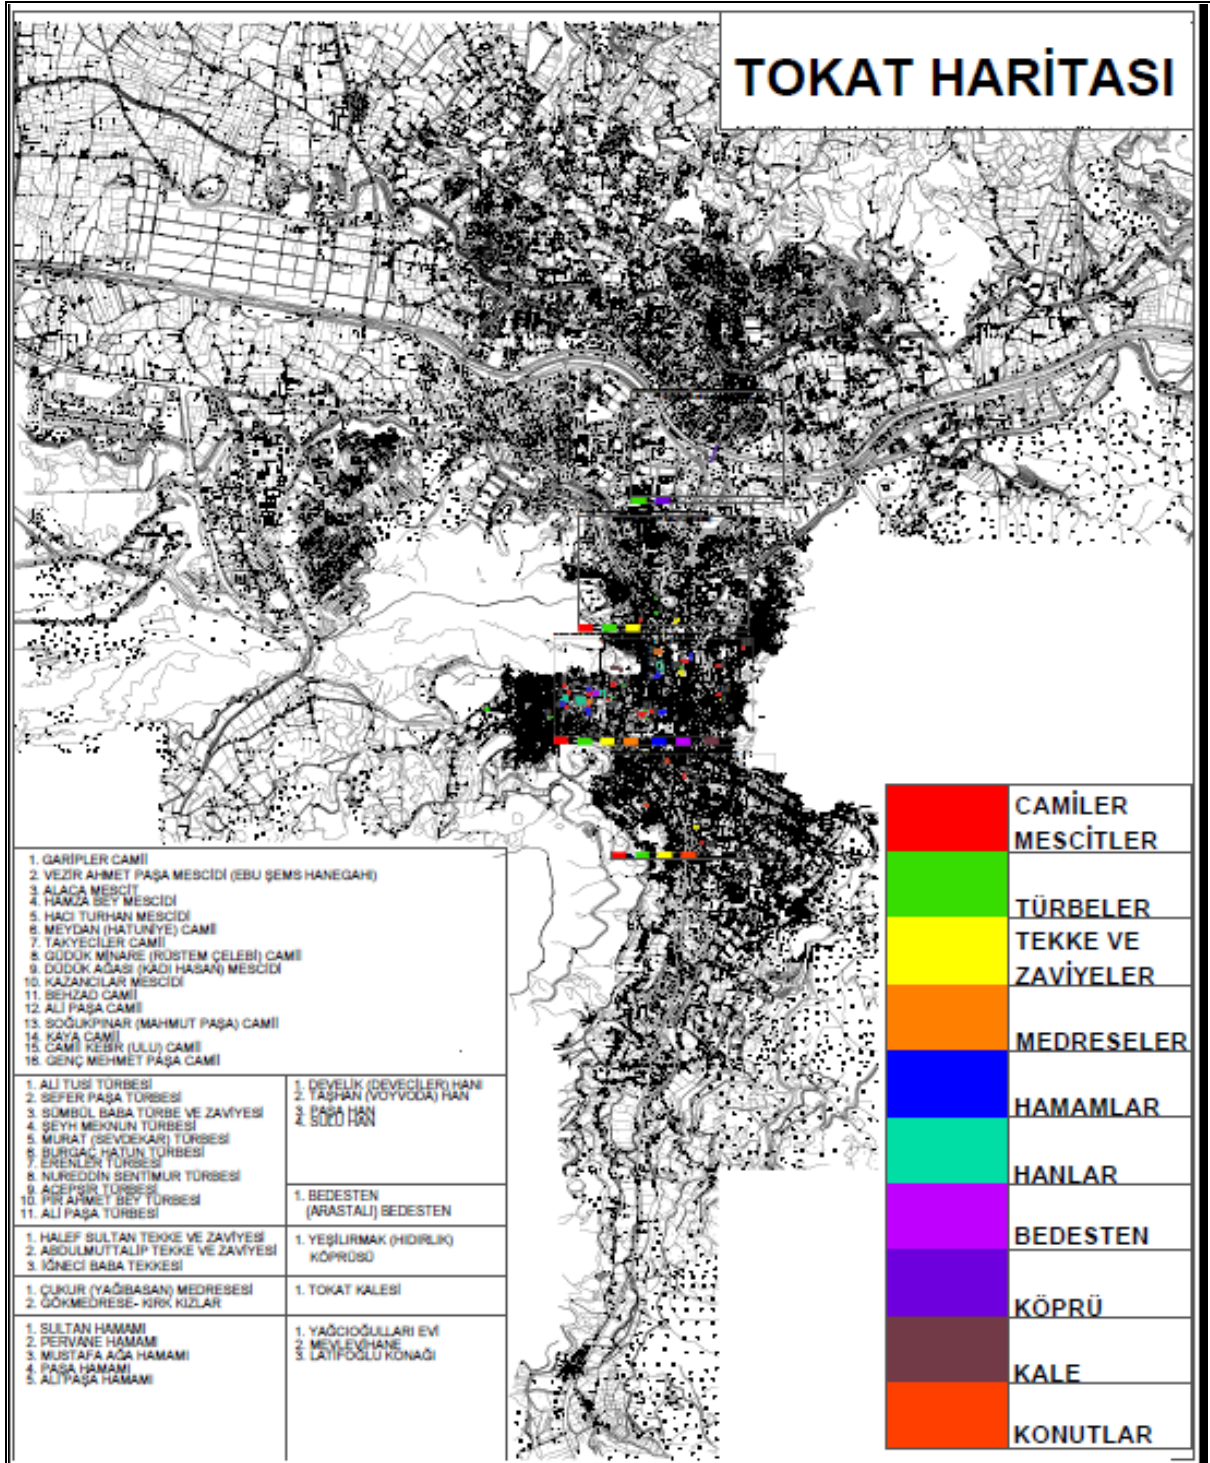 TOKAT HARİTASI
1. GARİPLER CAMİİ
2. VEZİR AHMET PAŞA MESCİDİ (EBU ŞEMS HANEGAHI)
3. ALACA MESCİT
4. HAMZA BEY MESCİDİ
5. HACI TURHAN MESCİDİ
6. MEYDAN (HATUNİYE) CAMİİ
7. TAKYECİLER CAMİİ
8. GÜDÜK MİNARE (RÜSTEM ÇELEBİ) CAMİİ
9. DÜDÜK AĞASI (KADI HASAN) MESCİDİ
10. KAZANCILAR MESCİDİ
11. BEHZAD CAMİİ
12. ALİ PAŞA CAMİİ
13. SOĞUKPINAR (MAHMUT PAŞA) CAMİİ
14. KAYA CAMİİ
15. CAMİİ KEBİR (ULU) CAMİİ
16. GENÇ MEHMET PAŞA CAMİİ
1. ALİ TUSİ TÜRBESİ
2. SEFER PAŞA TÜRBESİ
3. SÜMBÜL BABA TÜRBE VE ZAVİYESİ
4. ŞEYH MEKNUN TÜRBESİ
5. MURAT (SEVDEKAR) TÜRBESİ
6. BURGAÇ HATUN TÜRBESİ
7. ERENLER TÜRBESİ
8. NUREDDİN SENTİMUR TÜRBESİ
9. ACEPŞİR TÜRBESİ
10. PİR AHMET BEY TÜRBESİ
11. ALİ PAŞA TÜRBESİ
1. DEVELİK (DEVECİLER) HANI
2. TAŞHAN (VOYVODA) HAN
3. PAŞA HAN
4. SULU HAN
1. BEDESTEN
(ARASTALI) BEDESTEN
1. HALEF SULTAN TEKKE VE ZAVİYESİ
2. ABDULMUTTALİP TEKKE VE ZAVİYESİ
3. İĞNECİ BABA TEKKESİ
1. YEŞİLIRMAK (HIDIRLIK)
KÖPRÜSÜ
1. ÇUKUR (YAĞIBASAN) MEDRESESİ
2. GÖKMEDRESE- KIRK KIZLAR
1. TOKAT KALESİ
1. SULTAN HAMAMI
2. PERVANE HAMAMI
3. MUSTAFA AĞA HAMAMI
4. PAŞA HAMAMI
5. ALİ PAŞA HAMAMI
1. YAĞCIOĞULLARI EVİ
2. MEVLEVİHANE
3. LATİFOĞLU KONAĞI
CAMİLER
MESCİTLER
TÜRBELER
TEKKE VE
ZAVİYELER
MEDRESELER
HAMAMLAR
HANLAR
BEDESTEN
KÖPRÜ
KALE
KONUTLAR